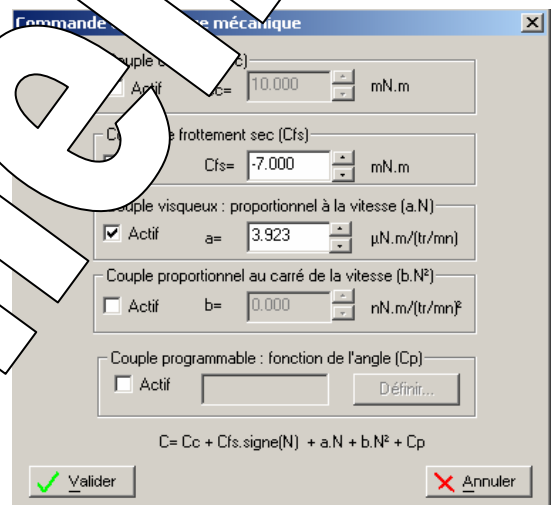 Commande mécanique
Actif 10.000 mN.m
frottement sec (Cfs)
Cfs= -7.000 mN.m
Couple visqueux : proportionnel à la vitesse (a.N)
Actif a= 3.923 µN.m/(tr/mn)
Couple proportionnel au carré de la vitesse (b.N²)
Actif b= 0.000 nN.m/(tr/mn)²
Couple programmable : fonction de l'angle (Cp)
Actif Définir...
C= Cc + Cfs.signe(N) + a.N + b.N² + Cp
Valider Annuler